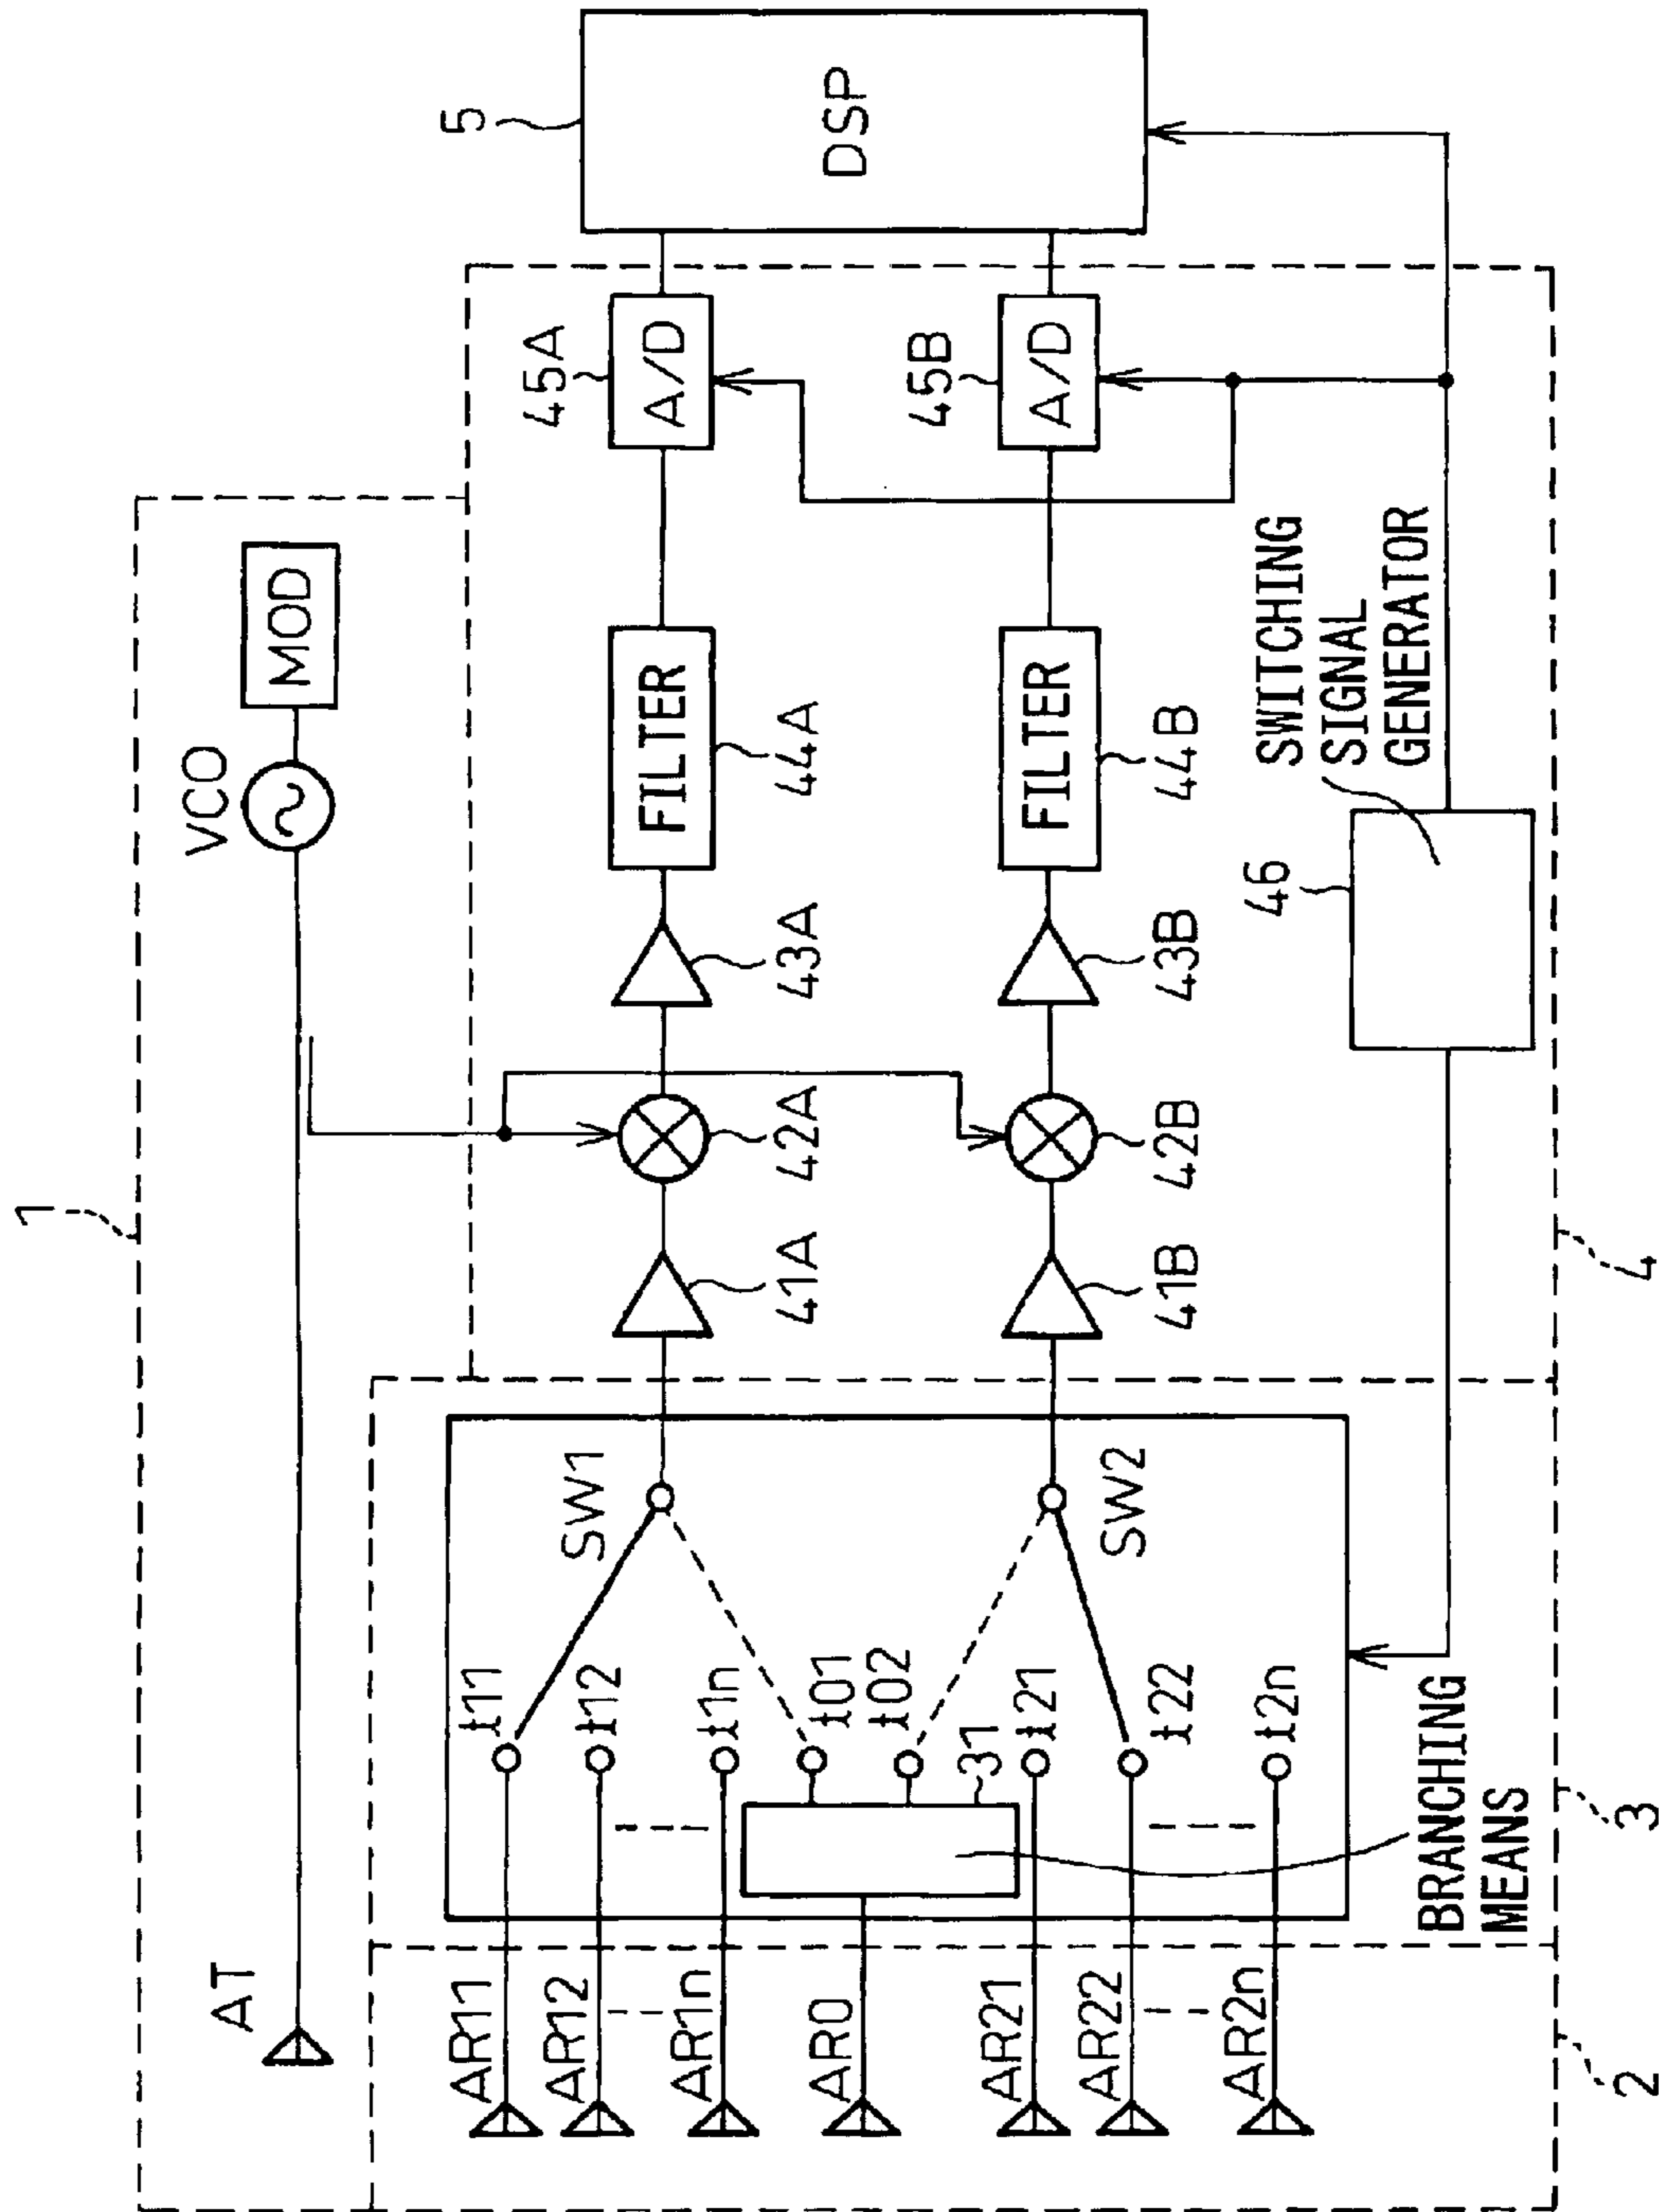 1
AT
VCO
MOD
5
DSP
AR11
AR12
AR1n
AR0
AR21
AR22
AR2n
t11
t12
t1n
t01
t02
31
t21
t22
t2n
SW1
SW2
BRANCHING
MEANS
41A
42A
43A
FILTER
44A
45A
A/D
41B
42B
43B
FILTER
44B
45B
A/D
46
SWITCHING
SIGNAL
GENERATOR
2
3
4